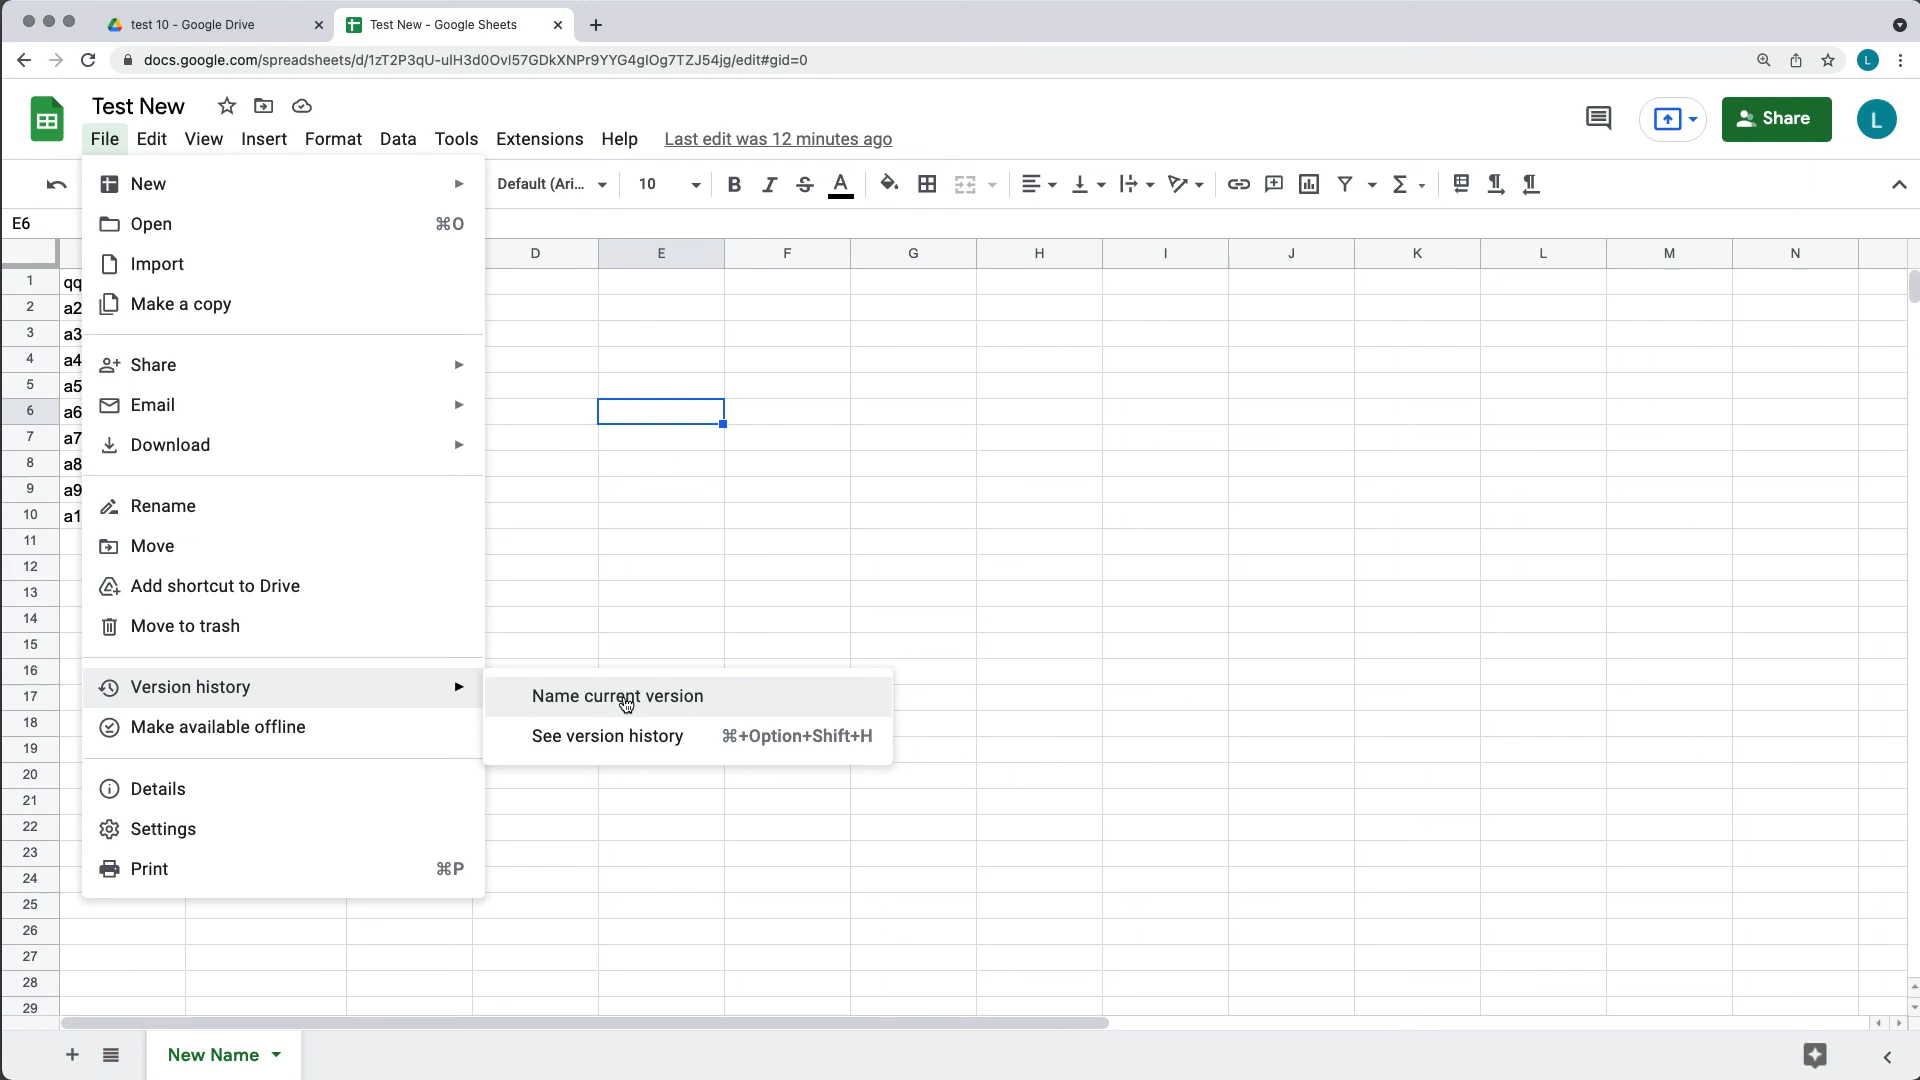 test 10 - Google Drive
Test New - Google Sheets
docs.google.com/spreadsheets/d/1zT2P3qU-uIH3d0OvI57GDkXNPr9YYG4gIOg7TZJ54jg/edit#gid=0
L
Test New
File Edit View Insert Format Data Tools Extensions Help Last edit was 12 minutes ago
Share
L
New
Default (Ari... 10
Open ⌘O
E6
Import
D E F G H I J K L M N
1 qq
2 a2
3 a3
4 a4
5 a5
6 a6
7 a7
8 a8
9 a9
10 a1
11
12
13
14
15
16
17
18
19
20
21
22
23
24
25
26
27
28
29
Make a copy
Share
Email
Download
Rename
Move
Add shortcut to Drive
Move to trash
Version history
Name current version
See version history ⌘+Option+Shift+H
Make available offline
Details
Settings
Print ⌘P
New Name